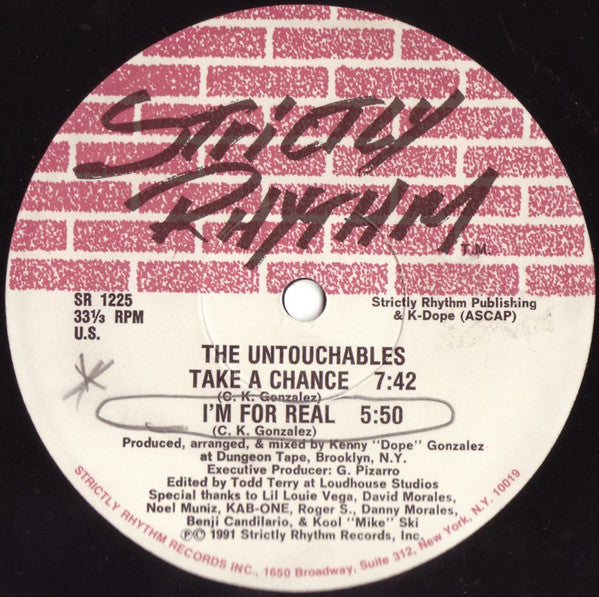 STRICTLY
RHYTHM
T.M.
SR 1225
33⅓ RPM
U.S.
Strictly Rhythm Publishing
& K-Dope (ASCAP)
THE UNTOUCHABLES
TAKE A CHANCE 7:42
(C. K. Gonzalez)
I'M FOR REAL 5:50
(C. K. Gonzalez)
Produced, arranged, & mixed by Kenny "Dope" Gonzalez
at Dungeon Tape, Brooklyn, N.Y.
Executive Producer: G. Pizarro
Edited by Todd Terry at Loudhouse Studios
Special thanks to Lil Louie Vega, David Morales,
Noel Muniz, KAB-ONE, Roger S., Danny Morales,
Benji Candilario, & Kool "Mike" Ski
℗© 1991 Strictly Rhythm Records, Inc.
STRICTLY RHYTHM RECORDS INC., 1650 Broadway, Suite 312, New York, N.Y. 10019